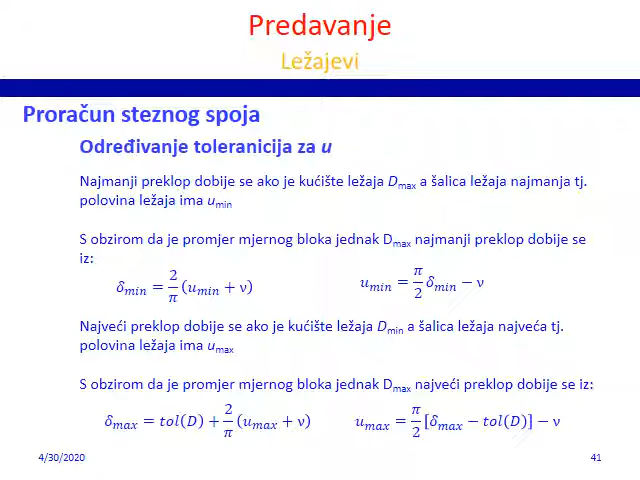 Predavanje
Ležajevi
Proračun steznog spoja
Određivanje toleranicija za u
Najmanji preklop dobije se ako je kućište ležaja Dmax a šalica ležaja najmanja tj.
polovina ležaja ima umin
S obzirom da je promjer mjernog bloka jednak Dmax najmanji preklop dobije se
iz:
δmin = 2/π (umin + ν) umin = π/2 δmin − ν
Najveći preklop dobije se ako je kućište ležaja Dmin a šalica ležaja najveća tj.
polovina ležaja ima umax
S obzirom da je promjer mjernog bloka jednak Dmax najveći preklop dobije se iz:
δmax = tol(D) + 2/π (umax + ν) umax = π/2 [δmax − tol(D)] − ν
4/30/2020 41